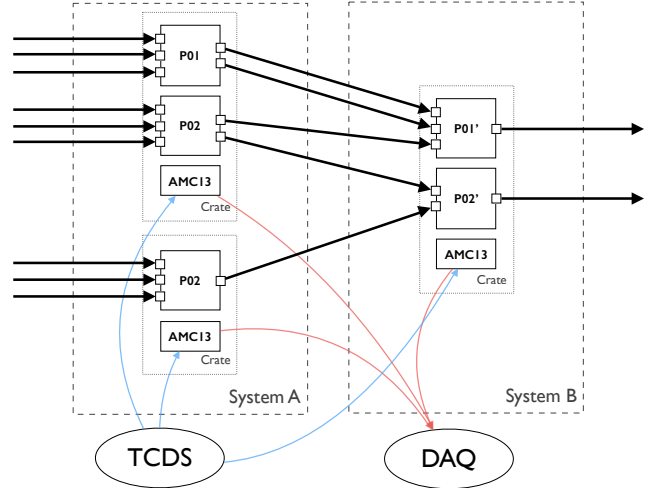 P01
P02
AMC13
Crate
P02
AMC13
Crate
System A
P01'
P02'
AMC13
Crate
System B
TCDS
DAQ